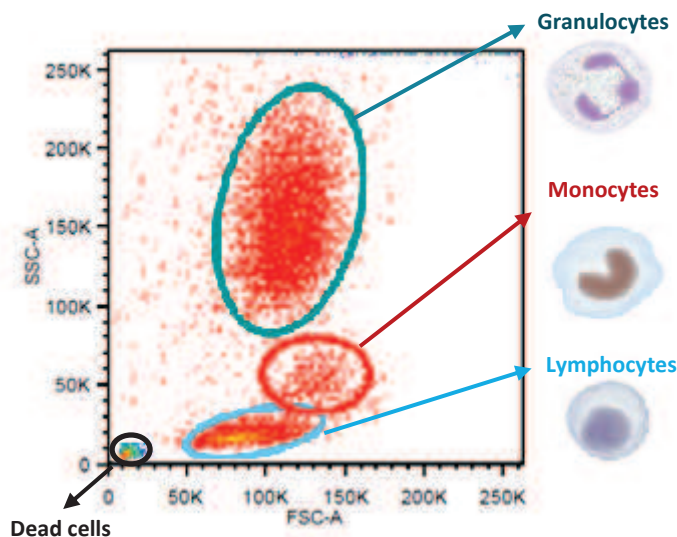 Granulocytes
250K
200K
Monocytes
150K
SSC-A
100K
Lymphocytes
50K
0
0 50K 100K 150K 200K 250K
FSC-A
Dead cells